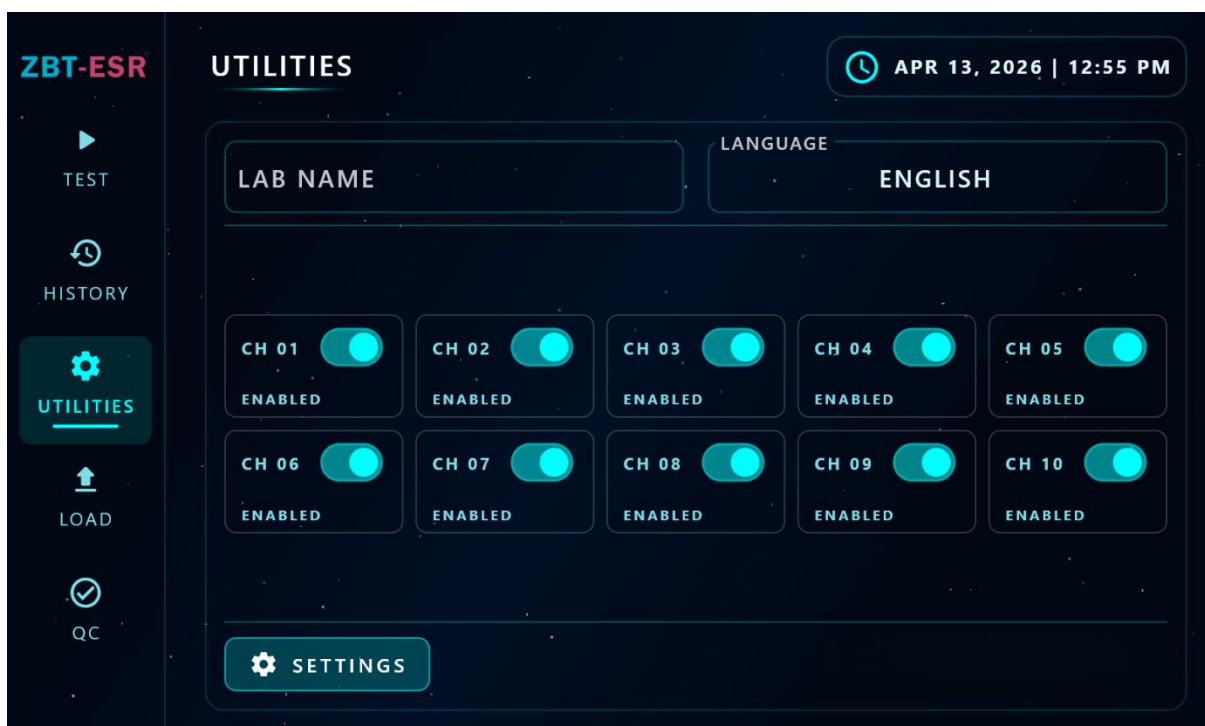 ZBT-ESR
UTILITIES
APR 13, 2026 | 12:55 PM
TEST
HISTORY
UTILITIES
LOAD
QC
LAB NAME
LANGUAGE
ENGLISH
CH 01
ENABLED
CH 02
ENABLED
CH 03
ENABLED
CH 04
ENABLED
CH 05
ENABLED
CH 06
ENABLED
CH 07
ENABLED
CH 08
ENABLED
CH 09
ENABLED
CH 10
ENABLED
SETTINGS